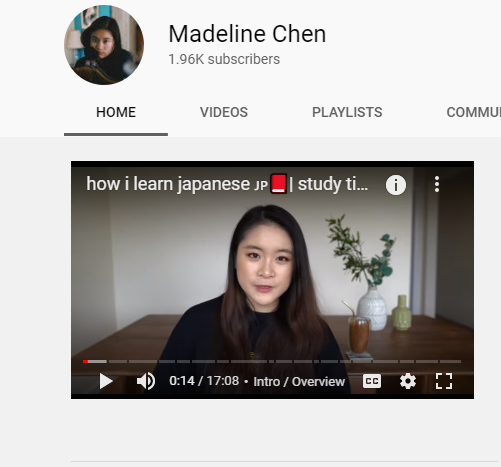 Madeline Chen
1.96K subscribers
HOME VIDEOS PLAYLISTS COMMU
how i learn japanese JP | study ti...
0:14 / 17:08 • Intro / Overview
CC